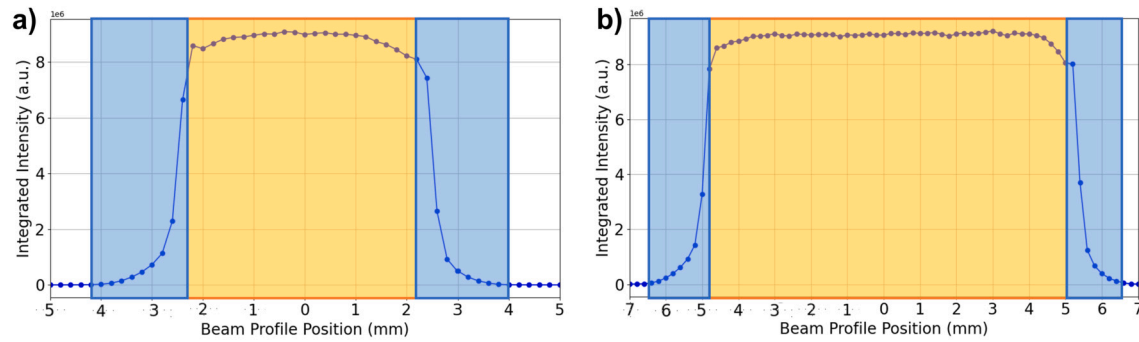 a)
1e6
8
6
4
2
0
Integrated Intensity (a.u.)
5 4 3 2 1 0 1 2 3 4 5
Beam Profile Position (mm)
b)
1e6
8
6
4
2
0
Integrated Intensity (a.u.)
7 6 5 4 3 2 1 0 1 2 3 4 5 6 7
Beam Profile Position (mm)